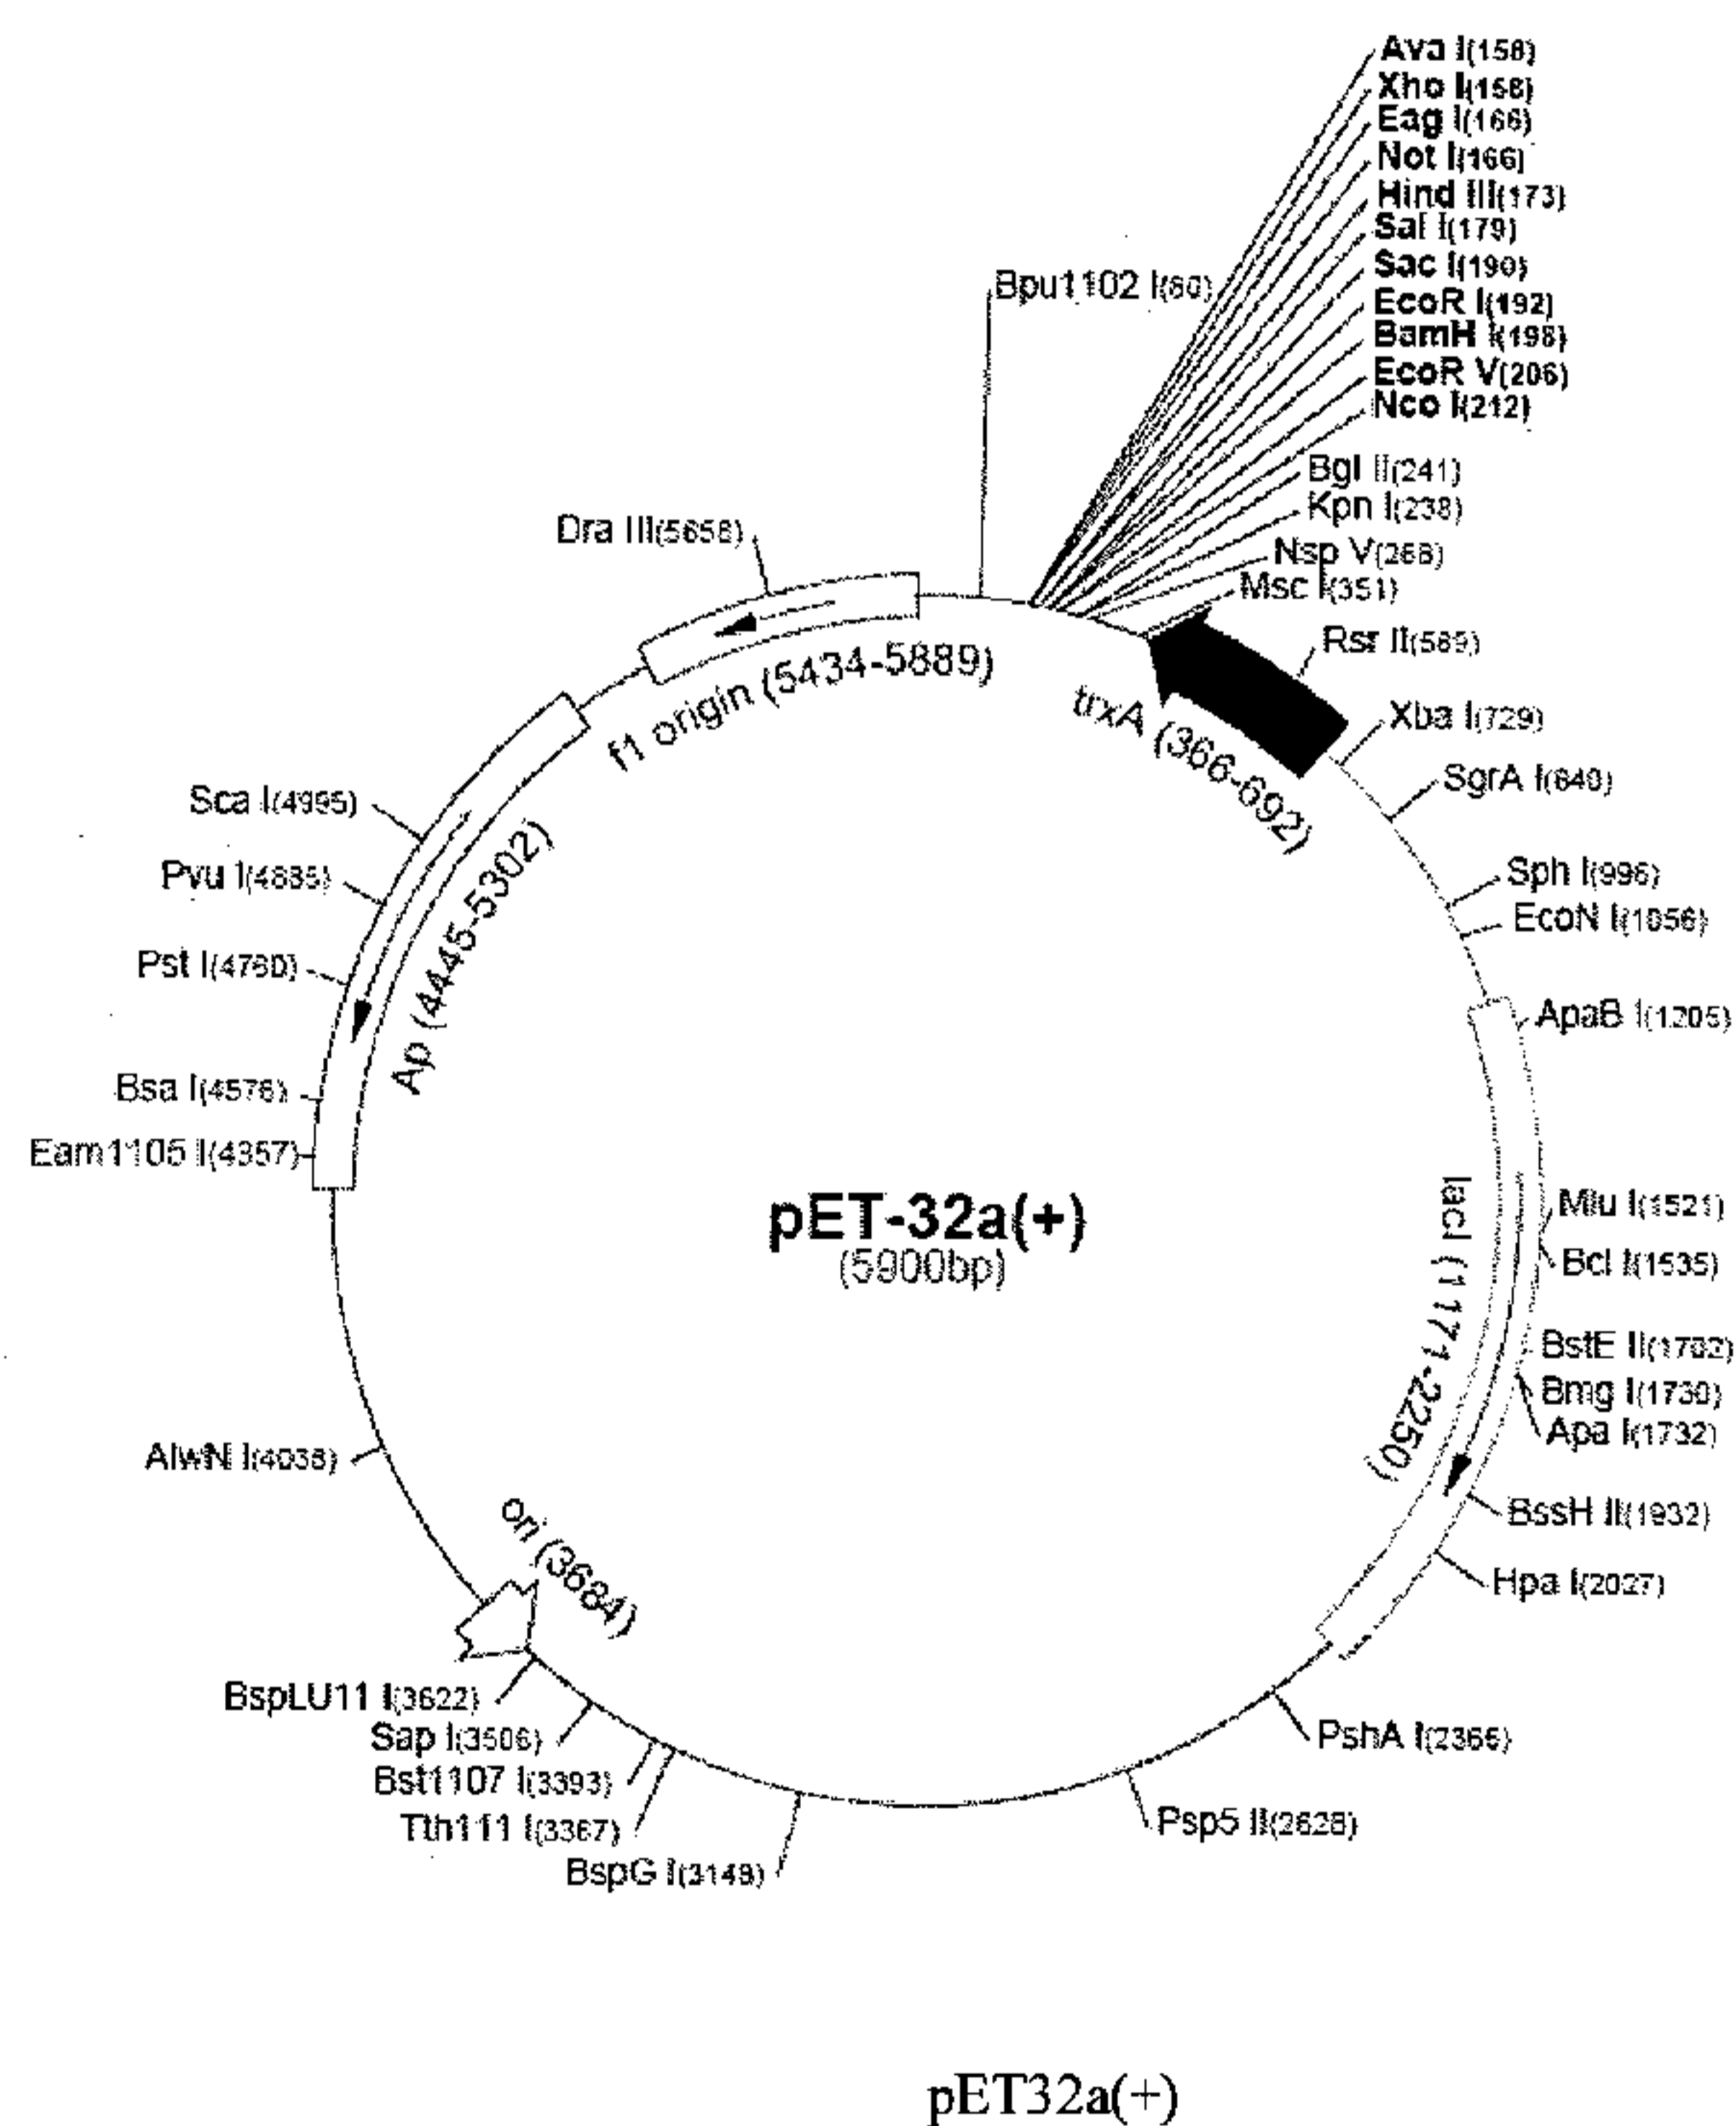 Ava I(158)
Xho I(158)
Eag I(166)
Not I(166)
Hind III(173)
Sal I(179)
Sac I(190)
EcoR I(192)
BamH I(198)
EcoR V(206)
Nco I(212)
Bpu1102 I(80)
Bgl II(241)
Kpn I(238)
Nsp V(268)
Msc I(351)
Rsr II(589)
Xba I(729)
SgrA I(840)
Sph I(996)
EcoN I(1056)
ApaB I(1205)
Mlu I(1521)
Bcl I(1535)
BstE II(1702)
Bmg I(1730)
Apa I(1732)
BssH II(1932)
Hpa I(2027)
PshA I(2366)
Psp5 II(2628)
BspG I(3148)
Tth111 I(3367)
Bst1107 I(3393)
Sap I(3506)
BspLU11 I(3622)
AlwN I(4038)
Eam1105 I(4357)
Bsa I(4576)
Pst I(4760)
Pvu I(4885)
Sca I(4995)
Dra III(5658)
f1 origin (5434-5889)
trxA (366-692)
Ap (4445-5302)
lacI (1171-2250)
ori (3684)
pET-32a(+)
(5900bp)
pET32a(+)